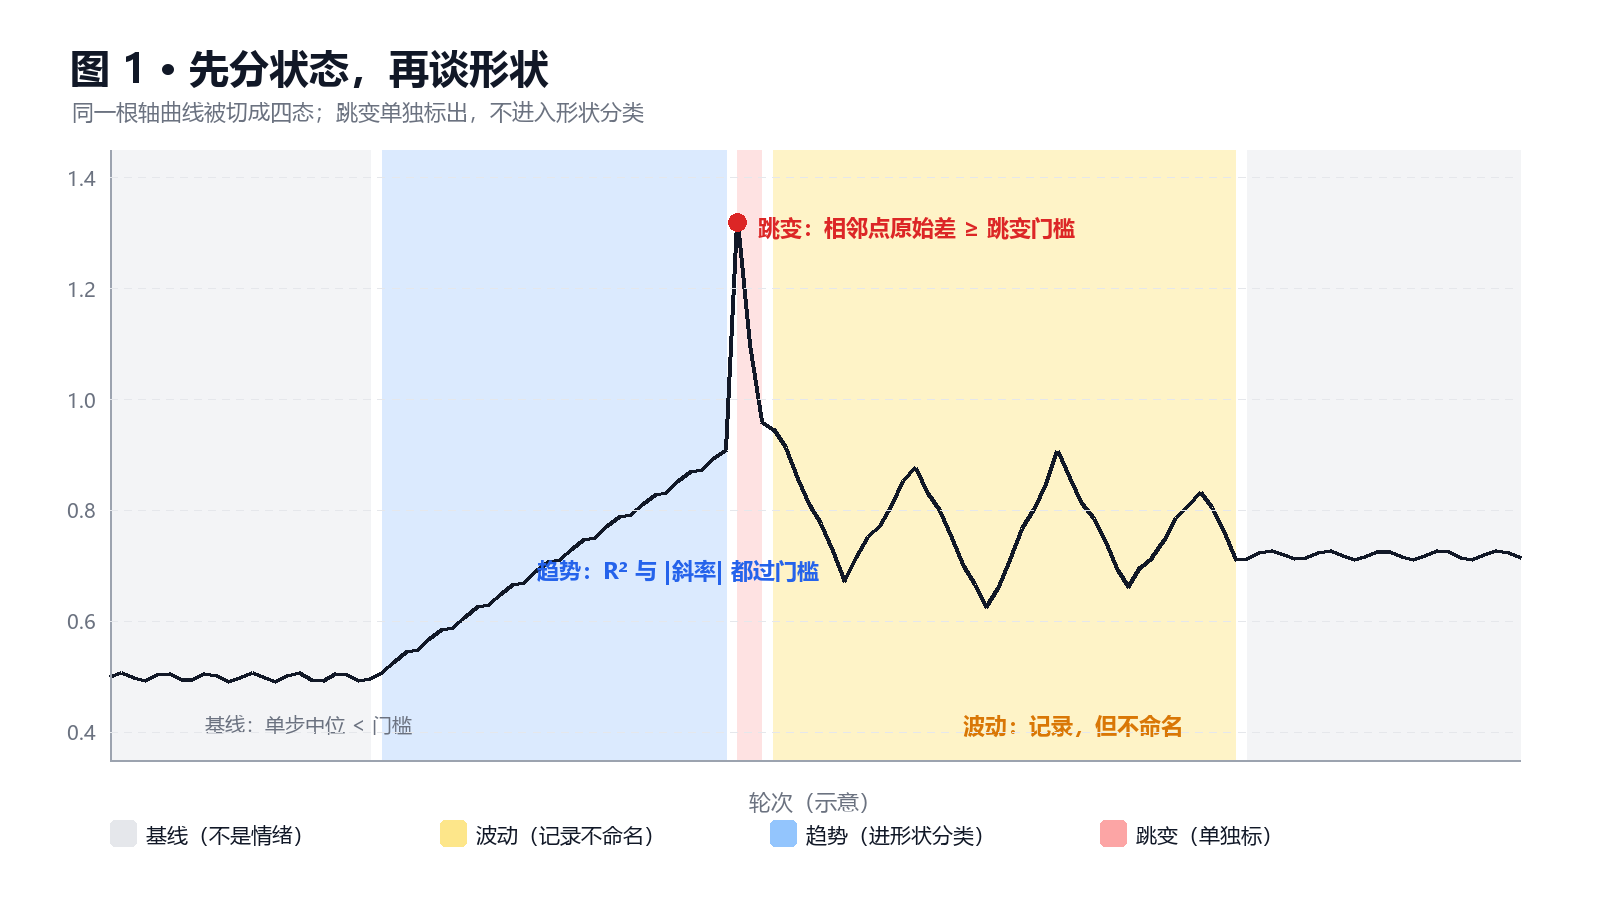 图 1 • 先分状态，再谈形状
同一根轴曲线被切成四态；跳变单独标出，不进入形状分类
1.4
跳变：相邻点原始差 ≥ 跳变门槛
1.2
1.0
0.8
趋势：R² 与 |斜率| 都过门槛
0.6
基线：单步中位 < 门槛
波动：记录，但不命名
0.4
轮次（示意）
基线（不是情绪）
波动（记录不命名）
趋势（进形状分类）
跳变（单独标）